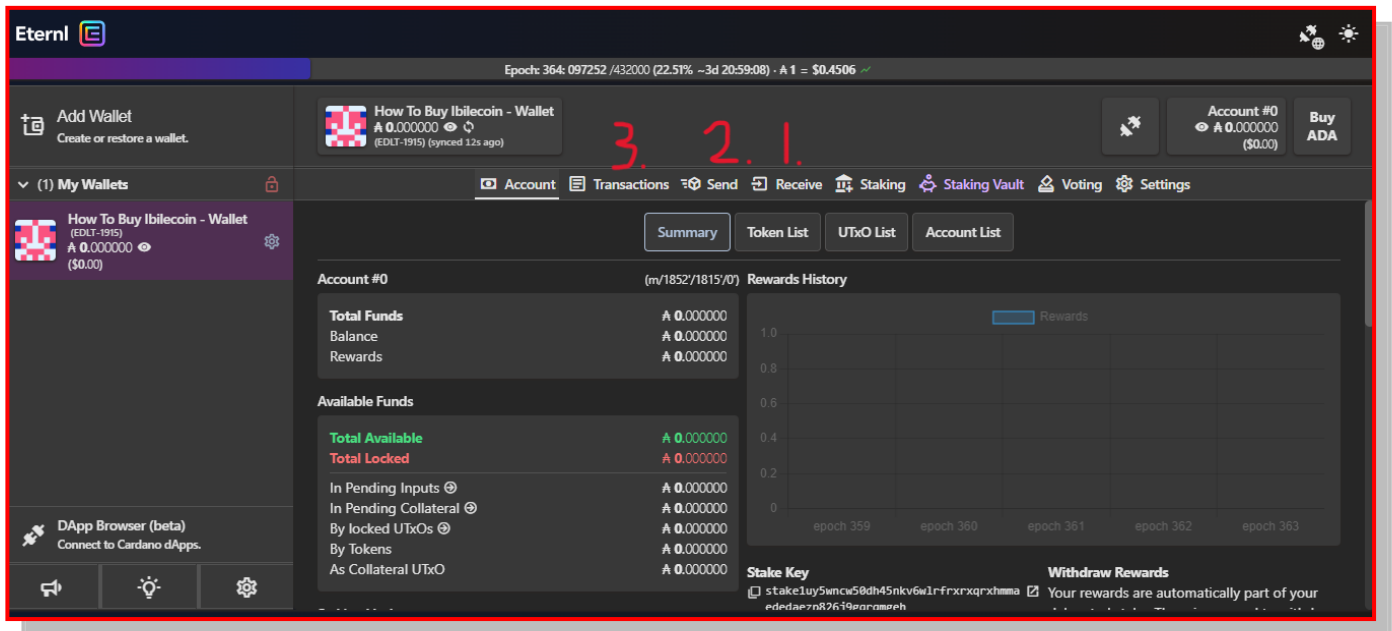 Eternl
Epoch: 364: 097252 /432000 (22.51% ~3d 20:59:08) · ₳ 1 = $0.4506
Add Wallet
Create or restore a wallet.
How To Buy Ibilecoin - Wallet
₳ 0.000000
(EDLT-1915) (synced 12s ago)
Account #0
₳ 0.000000
($0.00)
Buy
ADA
3. 2. 1.
(1) My Wallets
Account Transactions Send Receive Staking Staking Vault Voting Settings
How To Buy Ibilecoin - Wallet
(EDLT-1915)
₳ 0.000000
($0.00)
Summary Token List UTxO List Account List
Account #0 (m/1852'/1815'/0')
Total Funds ₳ 0.000000
Balance ₳ 0.000000
Rewards ₳ 0.000000
Available Funds
Total Available ₳ 0.000000
Total Locked ₳ 0.000000
In Pending Inputs ₳ 0.000000
In Pending Collateral ₳ 0.000000
By locked UTxOs ₳ 0.000000
By Tokens ₳ 0.000000
As Collateral UTxO ₳ 0.000000
Rewards History
Rewards
1.0
0.8
0.6
0.4
0.2
0
epoch 359 epoch 360 epoch 361 epoch 362 epoch 363
Stake Key
Withdraw Rewards
Your rewards are automatically part of your
DApp Browser (beta)
Connect to Cardano dApps.